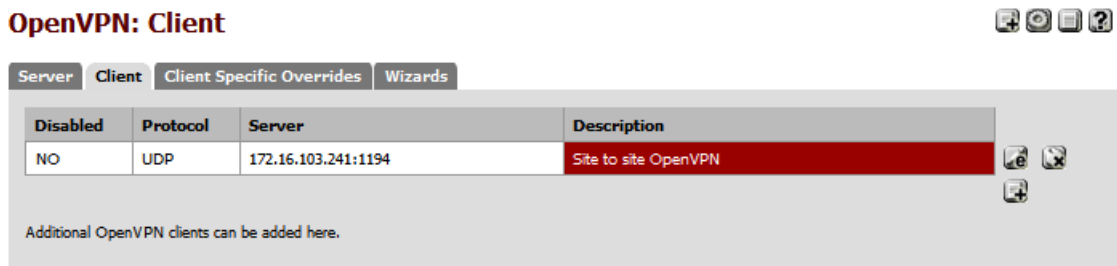 OpenVPN: Client
Server Client Client Specific Overrides Wizards
Disabled Protocol Server Description
NO UDP 172.16.103.241:1194 Site to site OpenVPN
Additional OpenVPN clients can be added here.